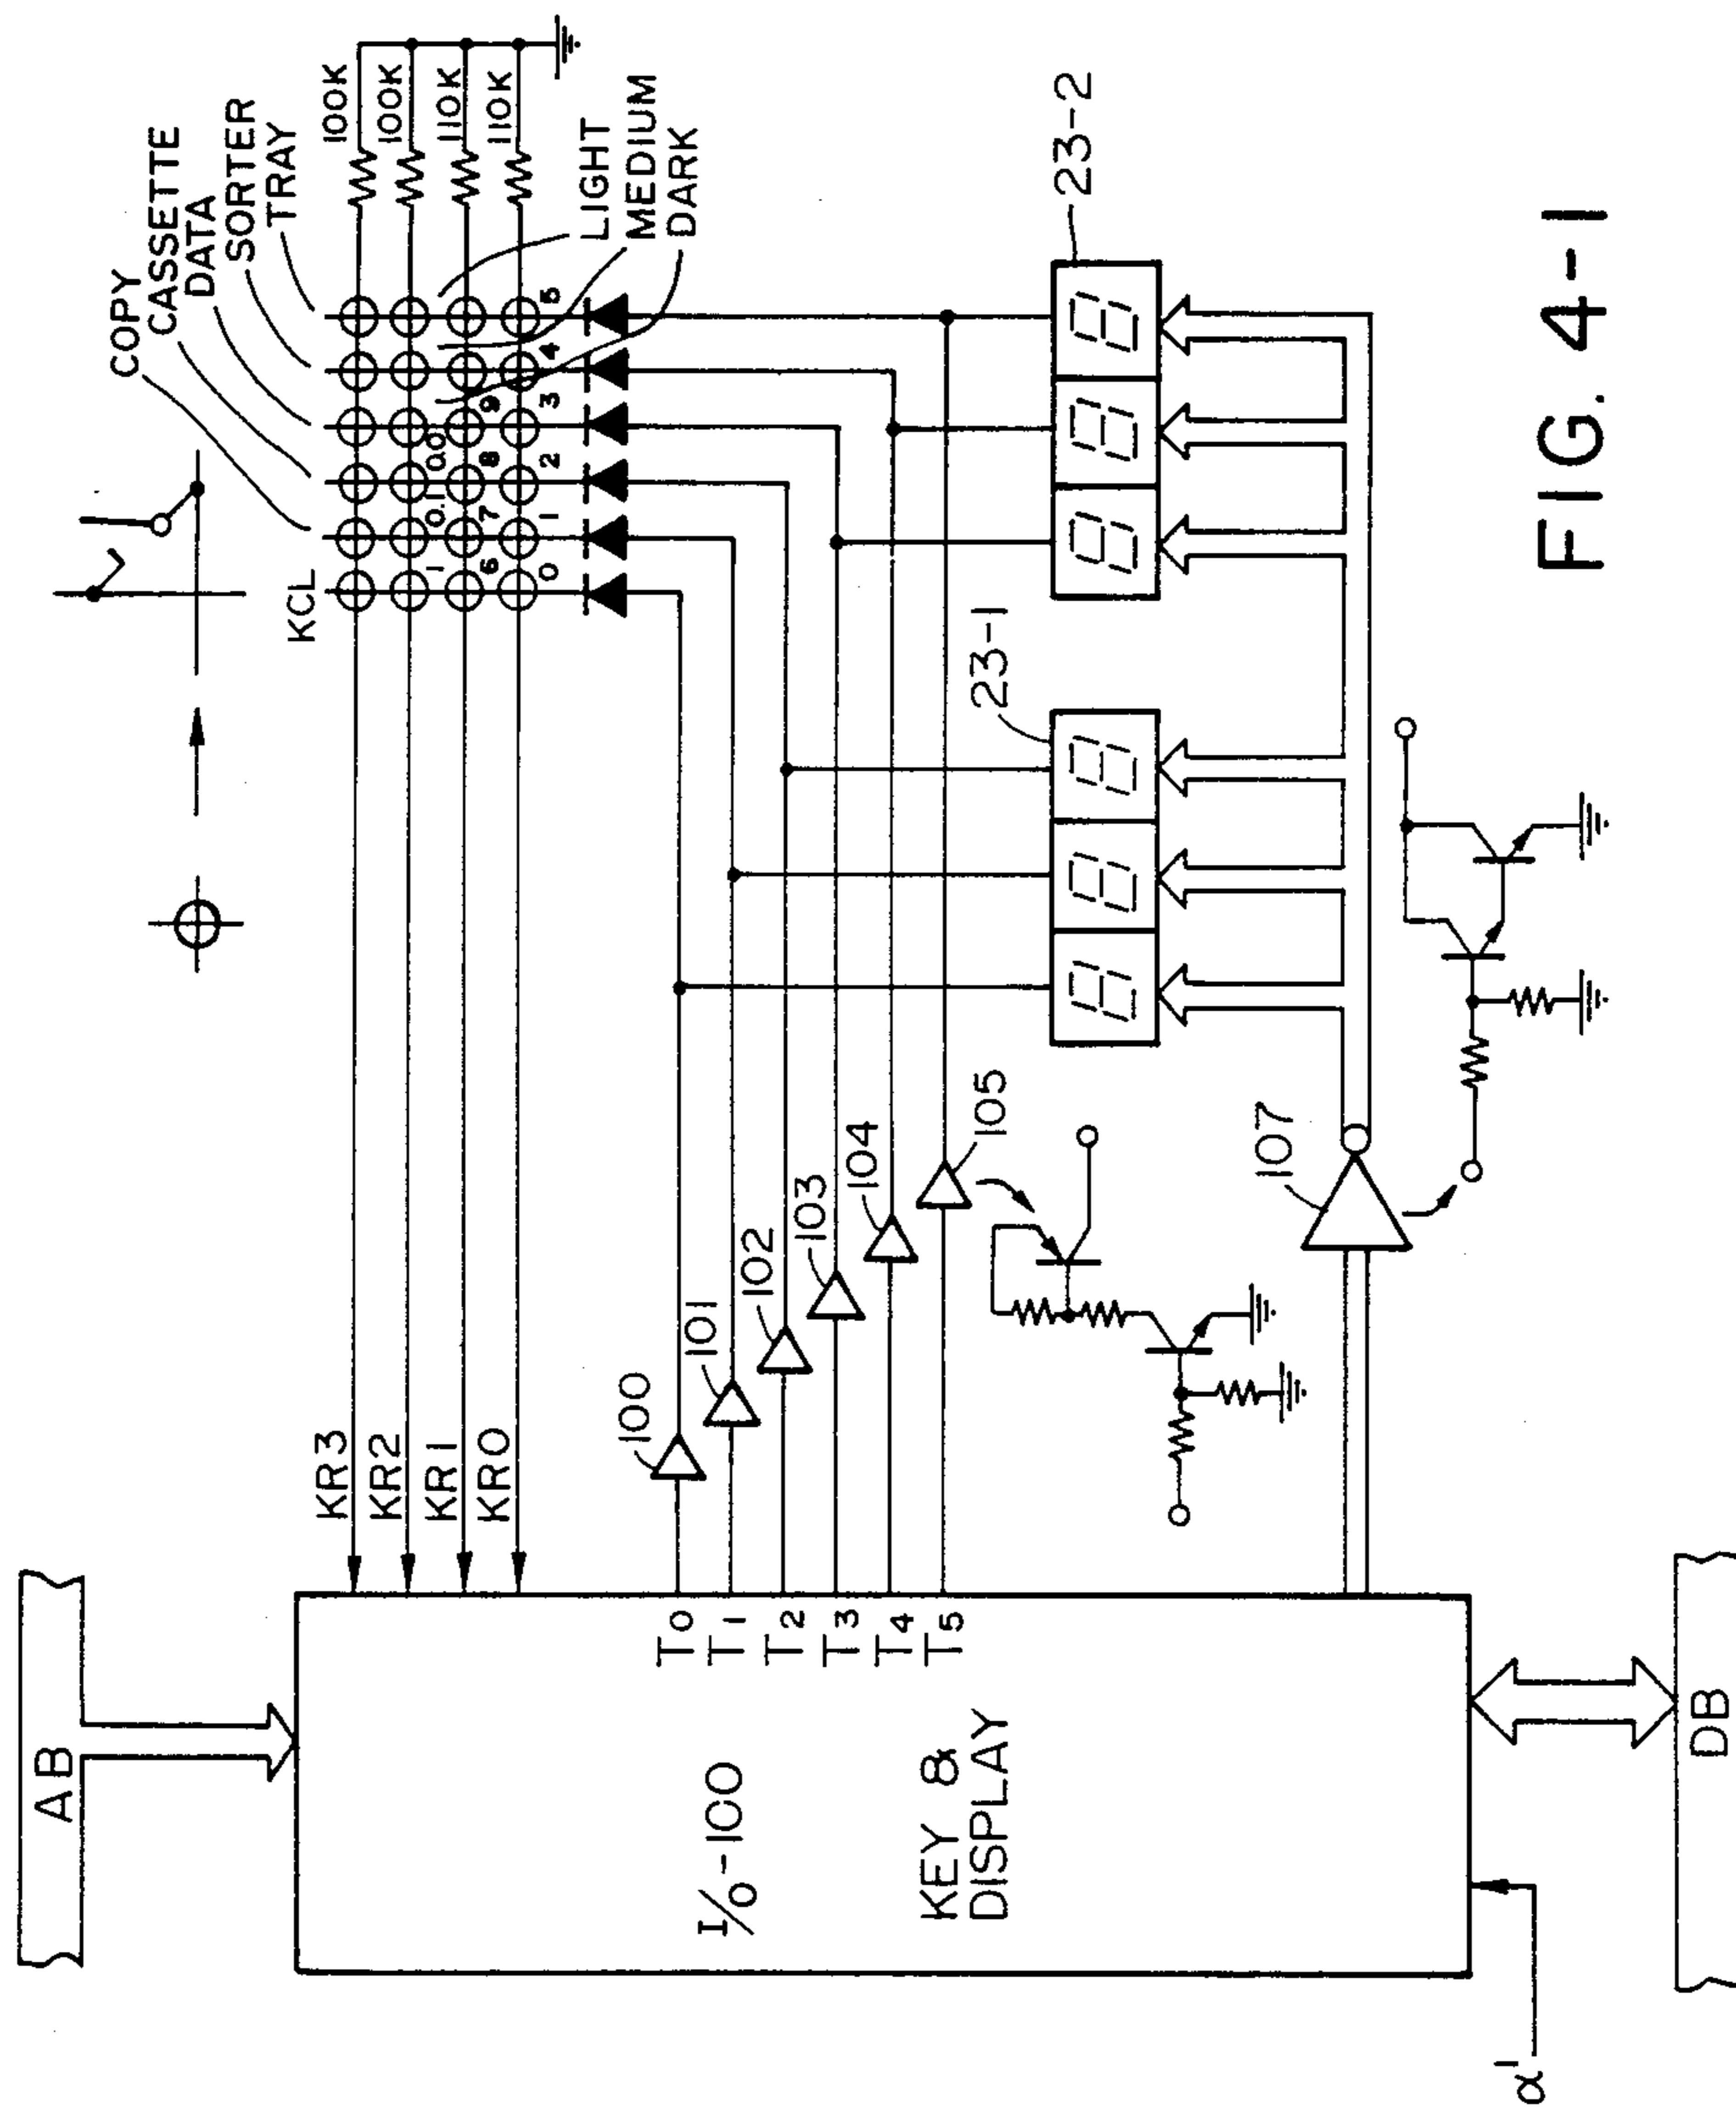 COPY
CASSETTE
DATA
SORTER
TRAY
100K
100K
110K
110K
KCL
1 0.1 0.0
6 7 8 9
0 1 2 3 4 5
LIGHT
MEDIUM
DARK
KR3
KR2
KR1
KR0
AB
I/O-100
KEY &
DISPLAY
T0
T1
T2
T3
T4
T5
100
101
102
103
104
105
107
23-1
23-2
α'
DB
FIG. 4-1